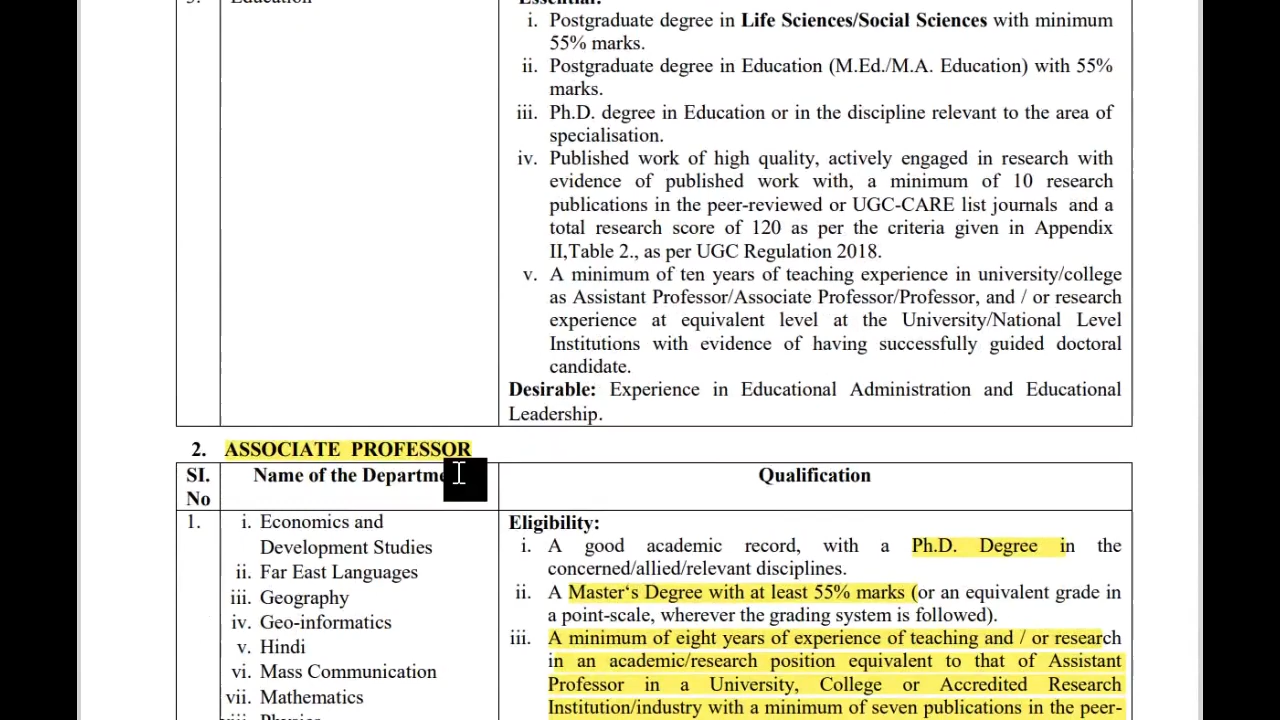 3. Education
Essential:
i. Postgraduate degree in Life Sciences/Social Sciences with minimum
55% marks.
ii. Postgraduate degree in Education (M.Ed./M.A. Education) with 55%
marks.
iii. Ph.D. degree in Education or in the discipline relevant to the area of
specialisation.
iv. Published work of high quality, actively engaged in research with
evidence of published work with, a minimum of 10 research
publications in the peer-reviewed or UGC-CARE list journals and a
total research score of 120 as per the criteria given in Appendix
II,Table 2., as per UGC Regulation 2018.
v. A minimum of ten years of teaching experience in university/college
as Assistant Professor/Associate Professor/Professor, and / or research
experience at equivalent level at the University/National Level
Institutions with evidence of having successfully guided doctoral
candidate.
Desirable: Experience in Educational Administration and Educational
Leadership.
2. ASSOCIATE PROFESSOR
SI.
No
Name of the Departme
Qualification
1.
i. Economics and
Development Studies
ii. Far East Languages
iii. Geography
iv. Geo-informatics
v. Hindi
vi. Mass Communication
vii. Mathematics
viii. Physics
Eligibility:
i. A good academic record, with a Ph.D. Degree in the
concerned/allied/relevant disciplines.
ii. A Master‘s Degree with at least 55% marks (or an equivalent grade in
a point-scale, wherever the grading system is followed).
iii. A minimum of eight years of experience of teaching and / or research
in an academic/research position equivalent to that of Assistant
Professor in a University, College or Accredited Research
Institution/industry with a minimum of seven publications in the peer-